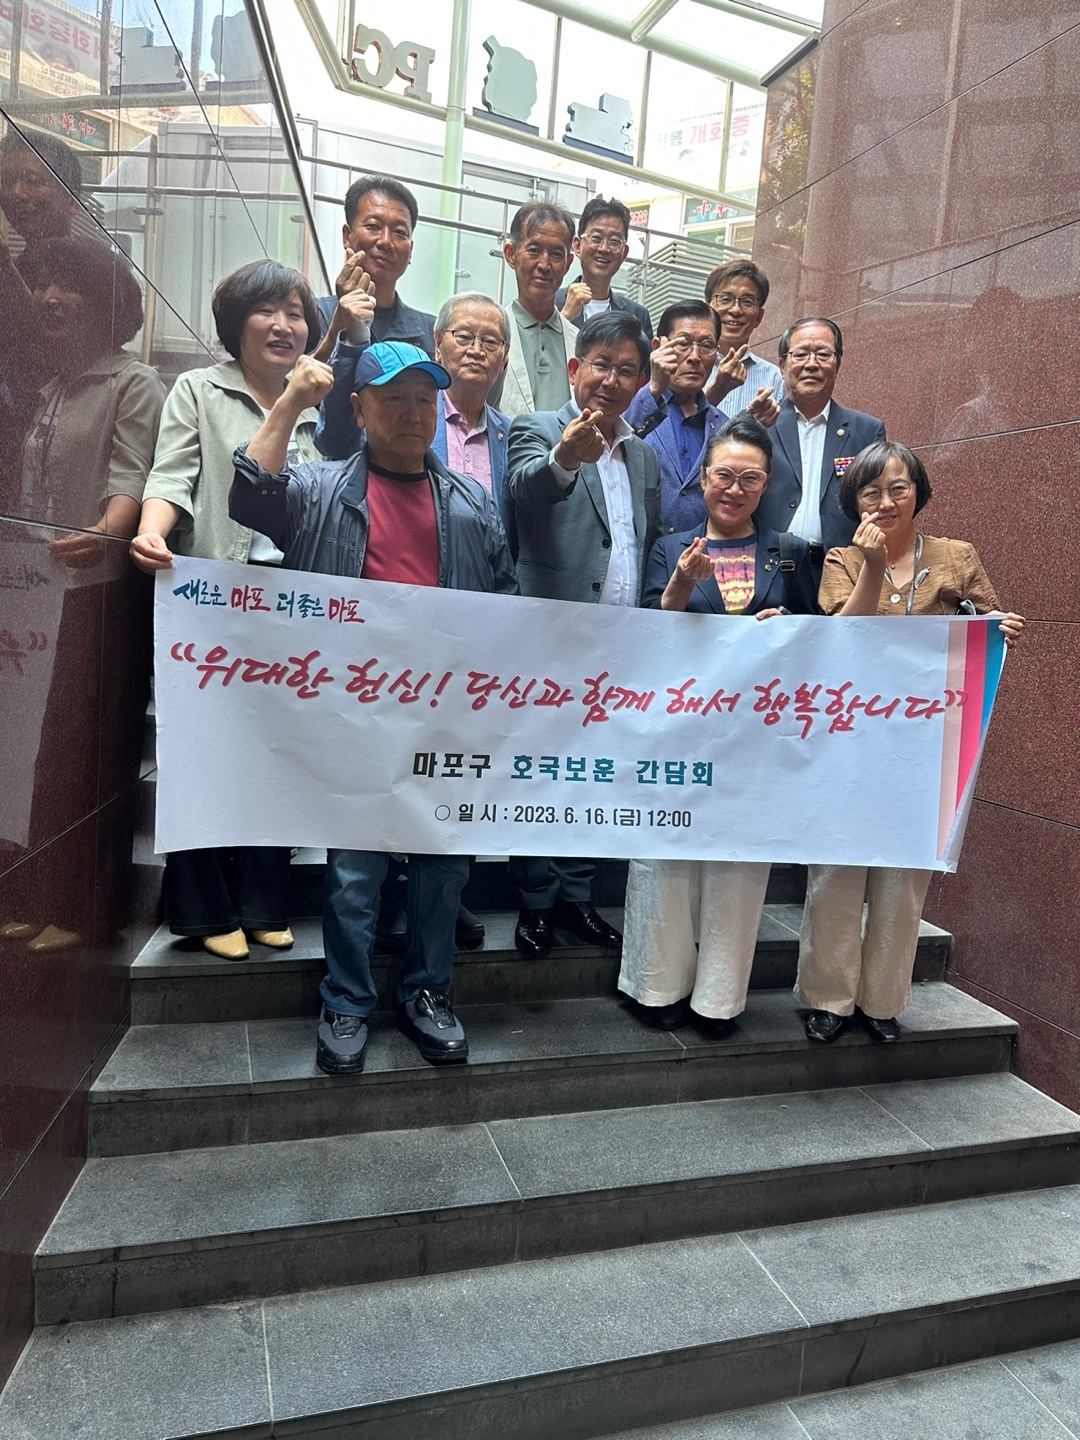 PC
개화중
새로운 마포 더 좋은 마포
“위대한 헌신! 당신과 함께 해서 행복합니다”
마포구 호국보훈 간담회
○ 일 시 : 2023. 6. 16. (금) 12:00